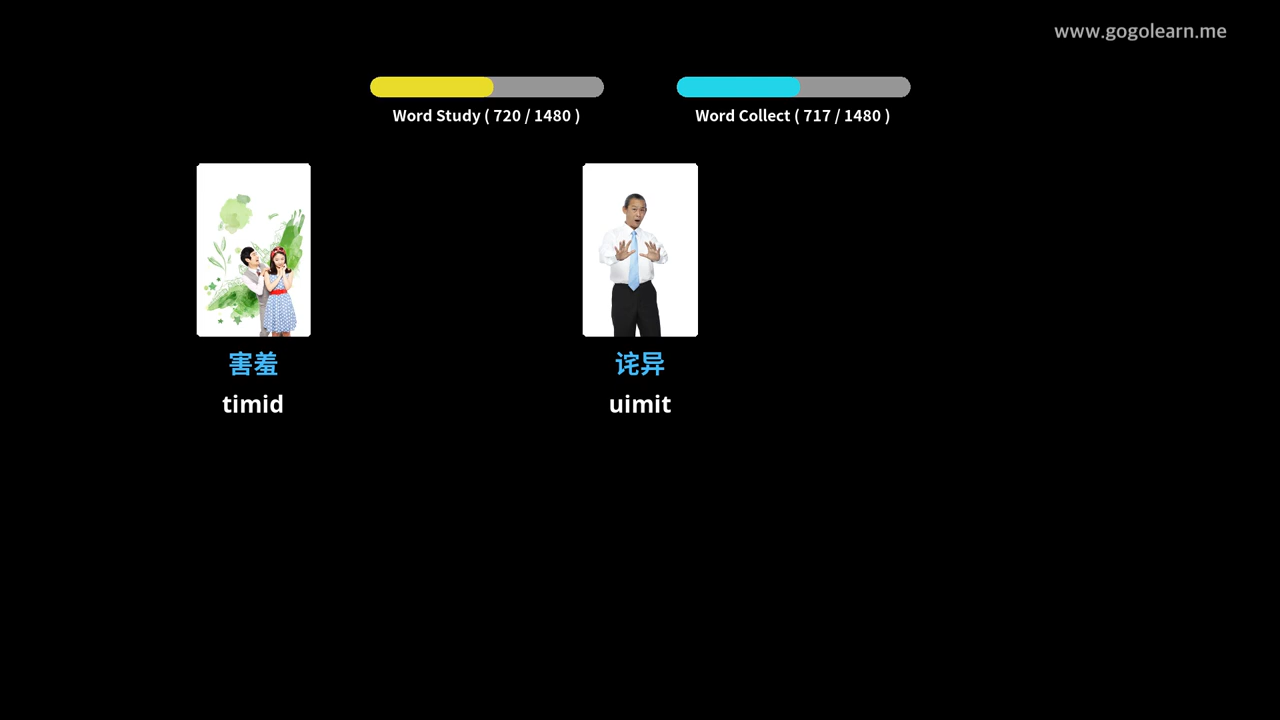 www.gogolearn.me
Word Study ( 720 / 1480 )
Word Collect ( 717 / 1480 )
害羞
timid
诧异
uimit